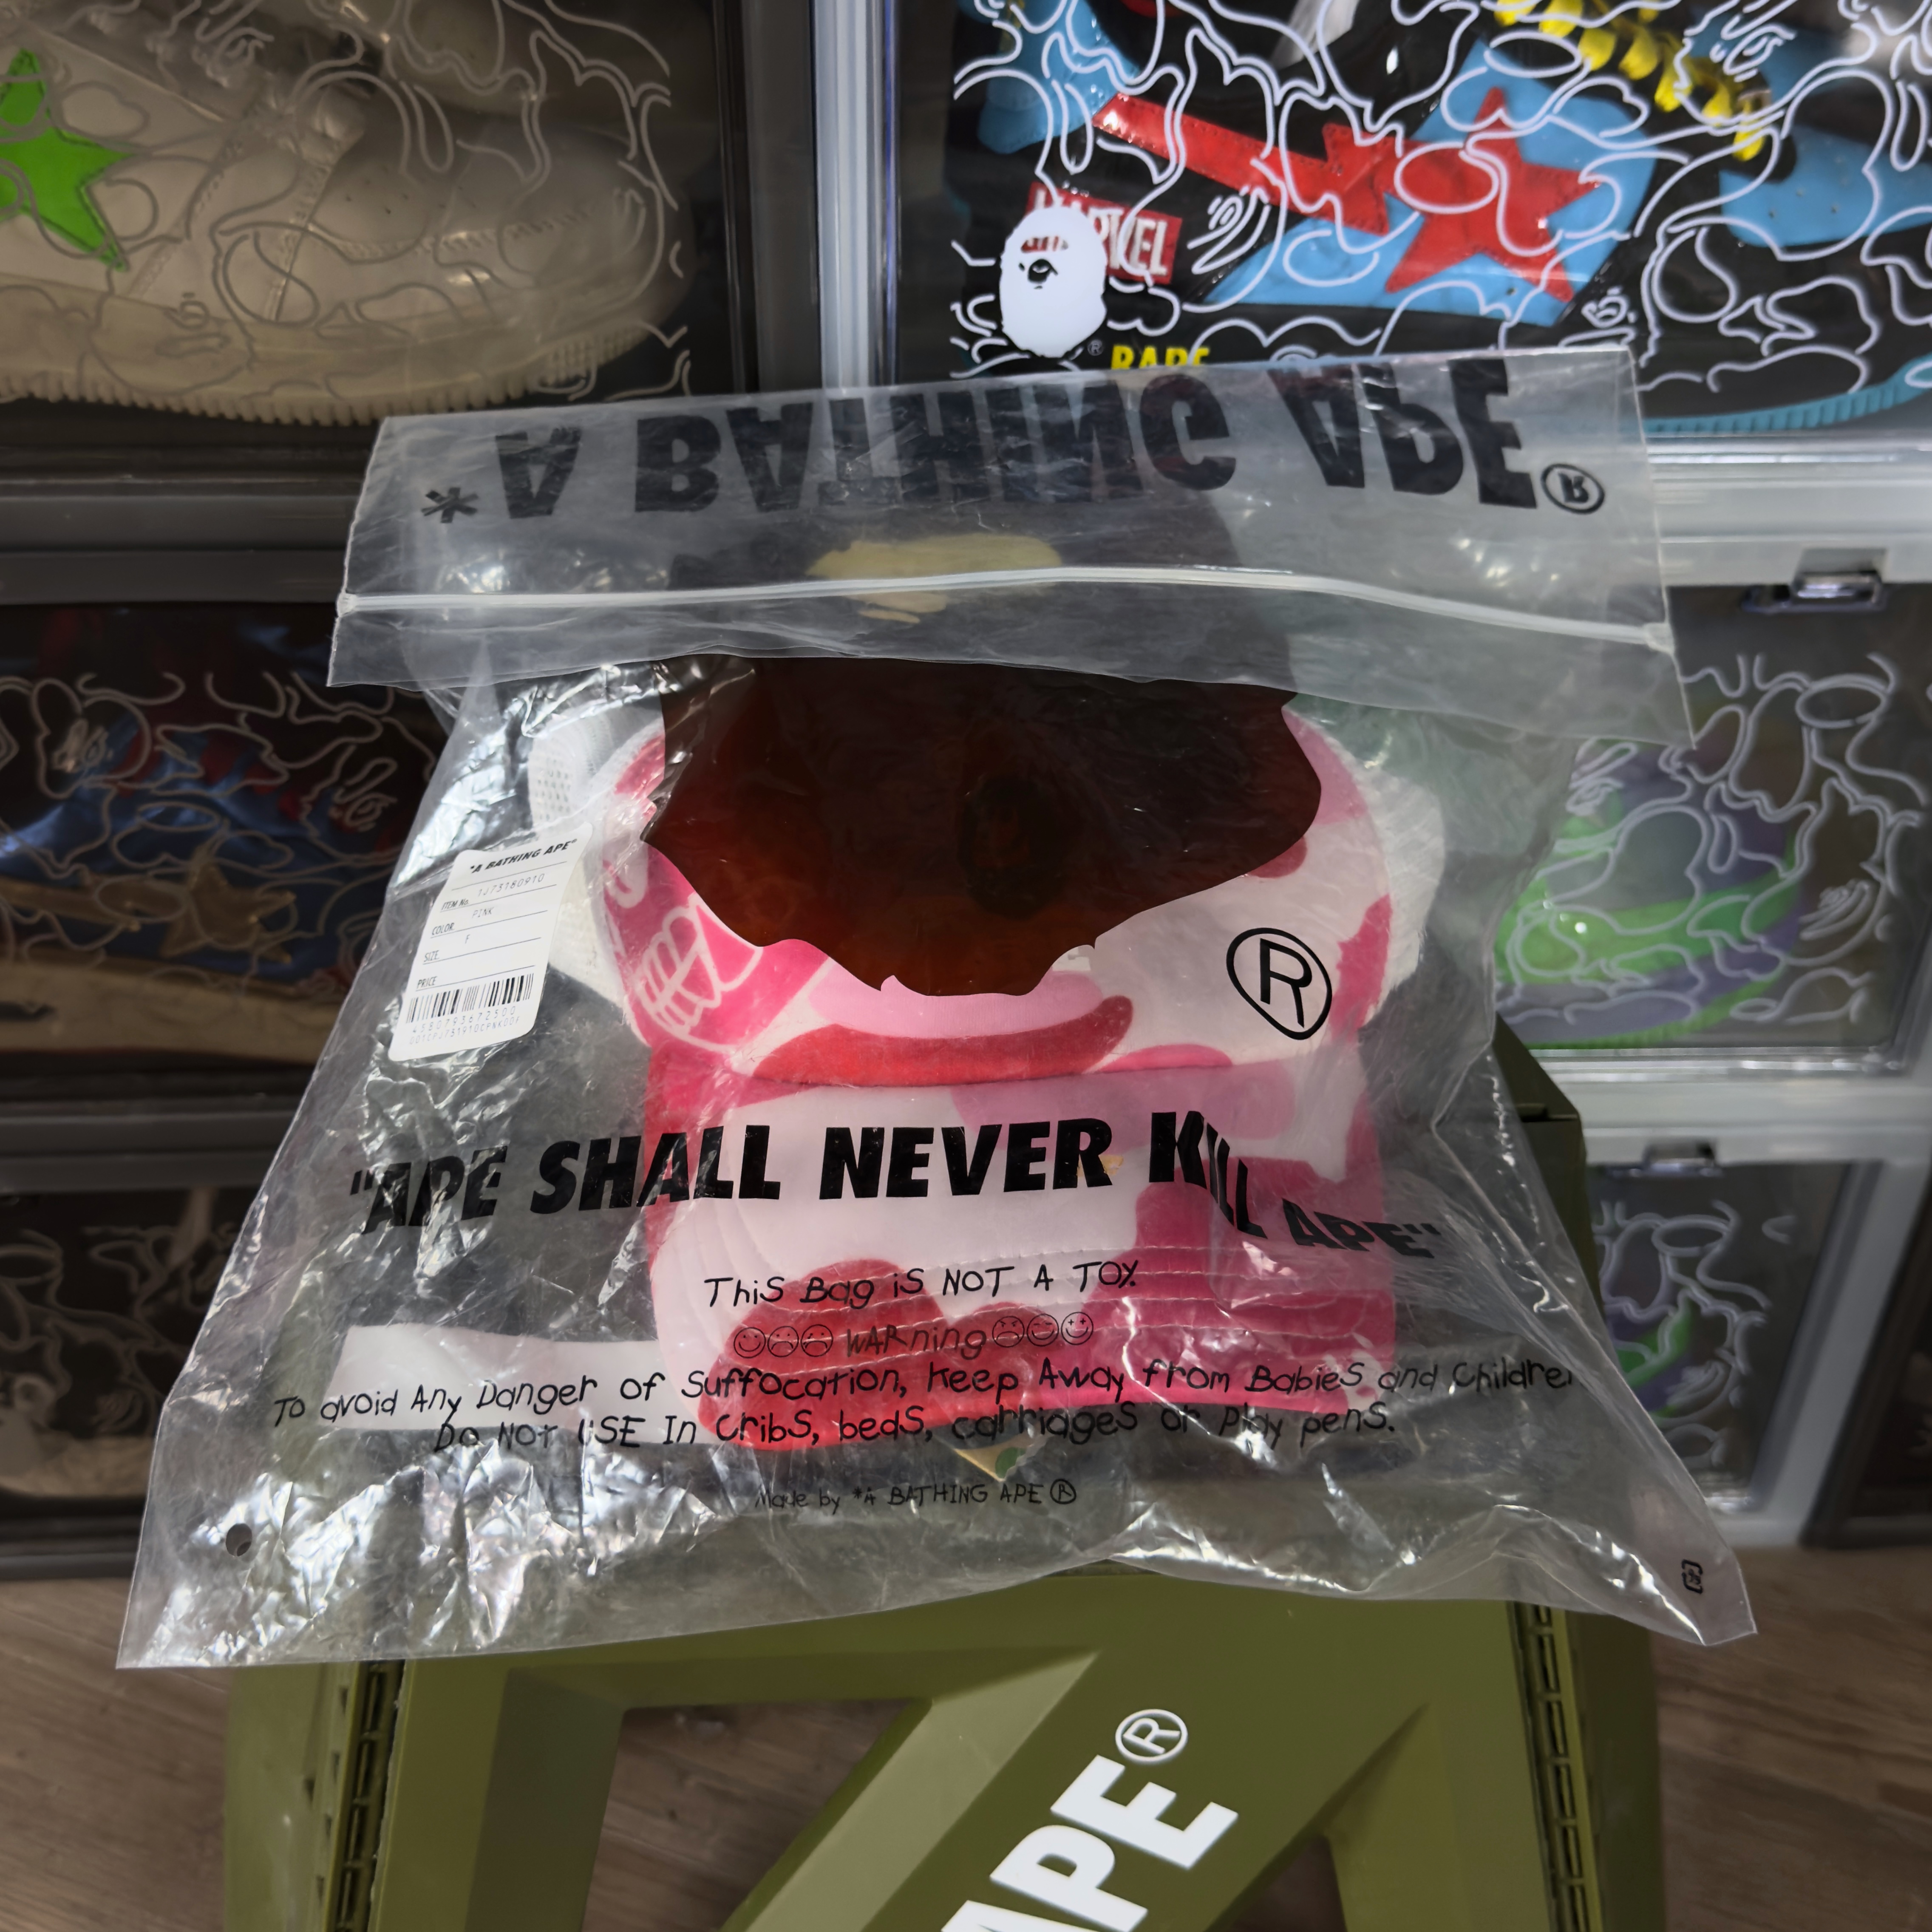 MARVEL
® BAPE
*A BATHING APE®
"A BATHING APE"
ITEM No.
COLOR PINK
SIZE F
PRICE
®
"APE SHALL NEVER KILL APE"
THiS Bag iS NOT A TOY.
WARning
To avoid Any Danger of Suffocation, Keep Away from Babies and Children
Do NOT USE In CribS, bedS, carriages or Play penS.
Made by *A BATHING APE ®
APE®